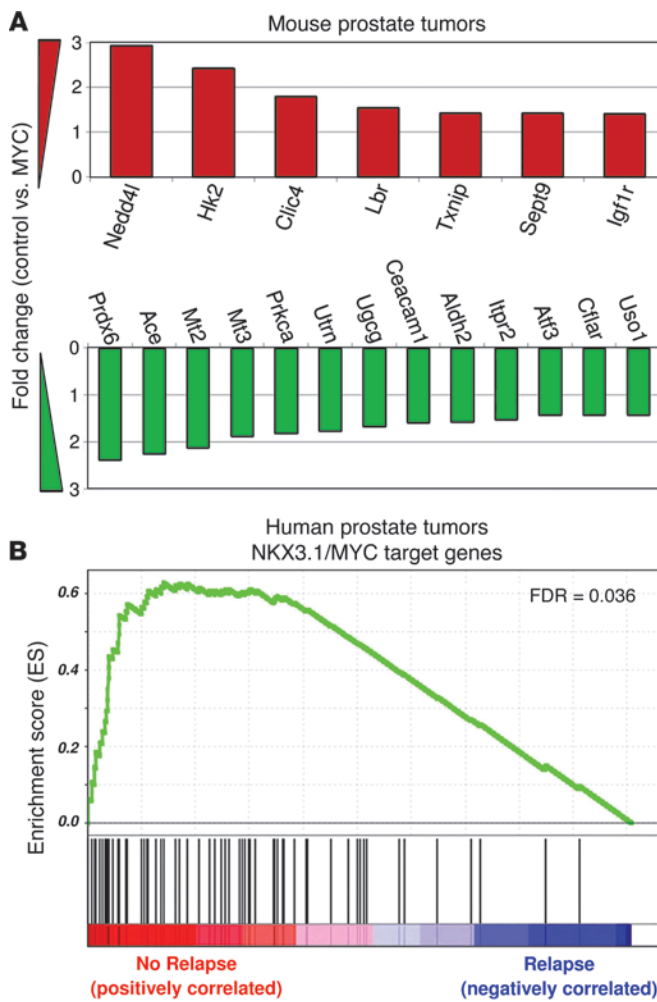 A
Mouse prostate tumors
Fold change (control vs. MYC)
3
2
1
0
Nedd4l
Hk2
Clic4
Lbr
Txnip
Sept9
Igf1r
Prdx6
Ace
Mt2
Mt3
Prkca
Utrn
Ugcg
Ceacam1
Aldh2
Itpr2
Atf3
Cflar
Uso1
0
1
2
3
B
Human prostate tumors
NKX3.1/MYC target genes
FDR = 0.036
Enrichment score (ES)
0.6
0.4
0.2
0.0
No Relapse
(positively correlated)
Relapse
(negatively correlated)